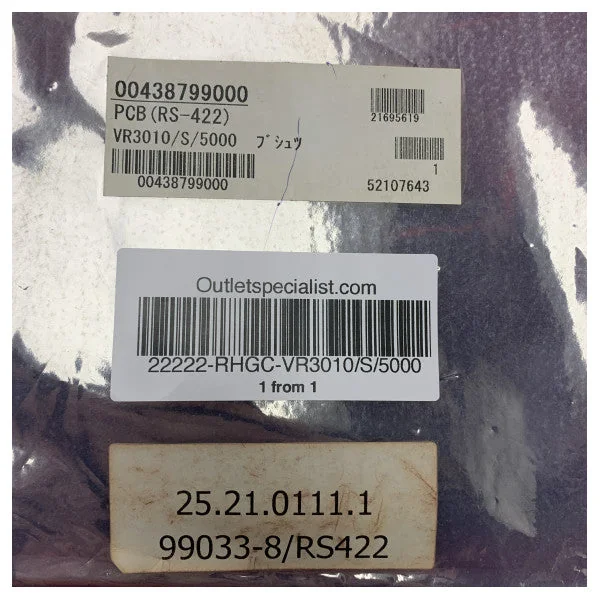 00438799000
PCB(RS-422)
VR3010/S/5000 ﾌﾞｼｭﾂ
00438799000
21695619
1
52107643
Outletspecialist.com
22222-RHGC-VR3010/S/5000
1 from 1
25.21.0111.1
99033-8/RS422